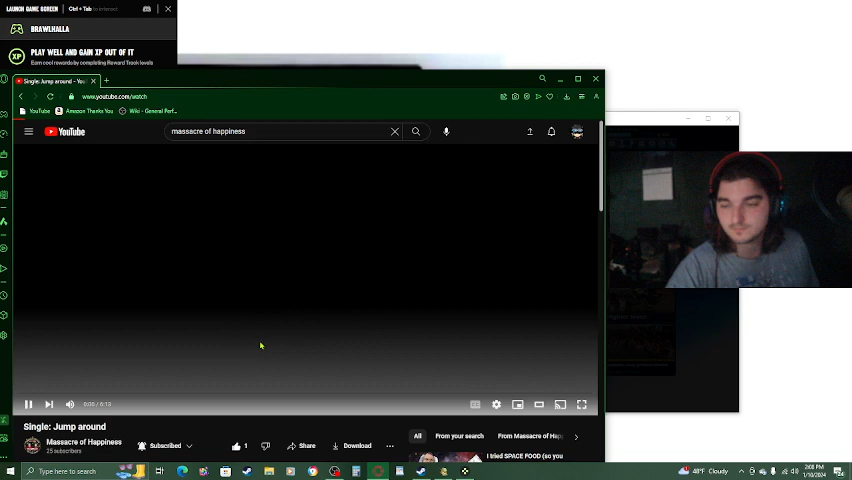 LAUNCH GAME SCREEN Ctrl + Tab to interact
BRAWLHALLA
XP PLAY WELL AND GAIN XP OUT OF IT
Earn cool rewards by completing Reward Track levels
Single: Jump around - You
www.youtube.com/watch
YouTube Amazon Thanks You Wiki - General Perf...
YouTube massacre of happiness
0:00 / 6:13
Single: Jump around
Massacre of Happiness
25 subscribers
Subscribed 1 Share Download ...
All From your search From Massacre of Hap
I tried SPACE FOOD (so you
Type here to search
48°F Cloudy
2:08 PM
1/10/2024